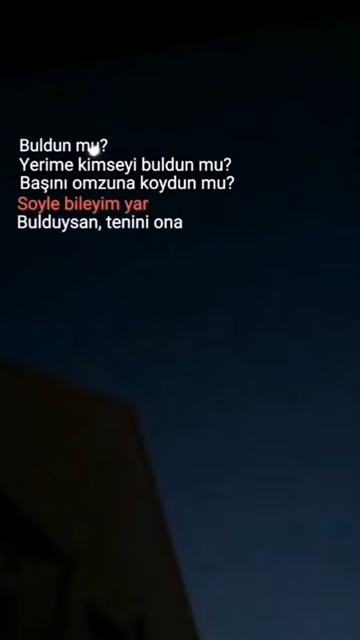 Buldun mu?
Yerime kimseyi buldun mu?
Başını omzuna koydun mu?
Soyle bileyim yar
Bulduysan, tenini ona